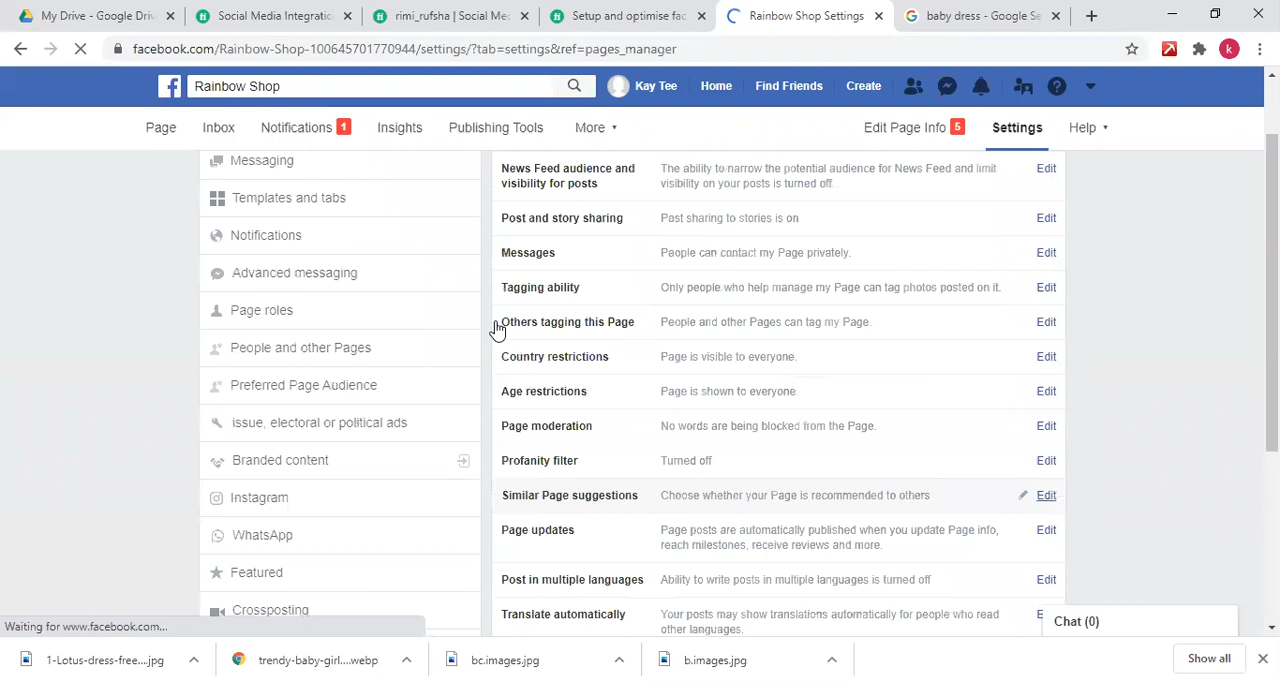 My Drive - Google Driv
Social Media Integratio
rimi_rufsha | Social Me
Setup and optimise fac
Rainbow Shop Settings
baby dress - Google Se
facebook.com/Rainbow-Shop-100645701770944/settings/?tab=settings&ref=pages_manager
k
Rainbow Shop
Kay Tee
Home
Find Friends
Create
Page
Inbox
Notifications 1
Insights
Publishing Tools
More
Edit Page Info 5
Settings
Help
Messaging
Templates and tabs
Notifications
Advanced messaging
Page roles
People and other Pages
Preferred Page Audience
issue, electoral or political ads
Branded content
Instagram
WhatsApp
Featured
Crossposting
News Feed audience and
visibility for posts
The ability to narrow the potential audience for News Feed and limit
visibility on your posts is turned off.
Edit
Post and story sharing
Post sharing to stories is on
Edit
Messages
People can contact my Page privately.
Edit
Tagging ability
Only people who help manage my Page can tag photos posted on it.
Edit
Others tagging this Page
People and other Pages can tag my Page.
Edit
Country restrictions
Page is visible to everyone.
Edit
Age restrictions
Page is shown to everyone.
Edit
Page moderation
No words are being blocked from the Page.
Edit
Profanity filter
Turned off
Edit
Similar Page suggestions
Choose whether your Page is recommended to others
Edit
Page updates
Page posts are automatically published when you update Page info,
reach milestones, receive reviews and more.
Edit
Post in multiple languages
Ability to write posts in multiple languages is turned off
Edit
Translate automatically
Your posts may show translations automatically for people who read
other languages.
E
Chat (0)
Waiting for www.facebook.com...
1-Lotus-dress-free....jpg
trendy-baby-girl....webp
bc.images.jpg
b.images.jpg
Show all